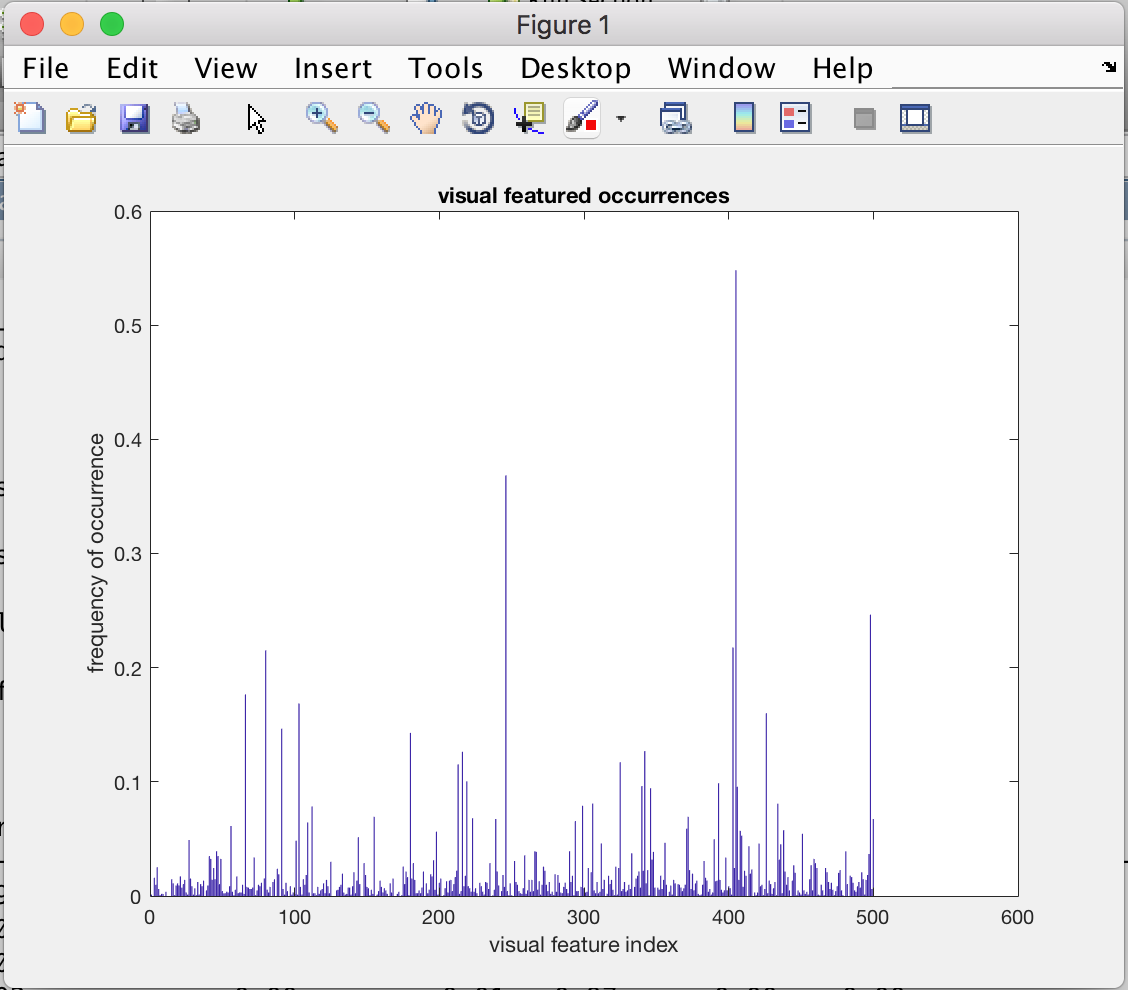 Figure 1
File Edit View Insert Tools Desktop Window Help
visual featured occurrences
0.6
0.5
0.4
0.3
0.2
0.1
0
frequency of occurrence
0 100 200 300 400 500 600
visual feature index